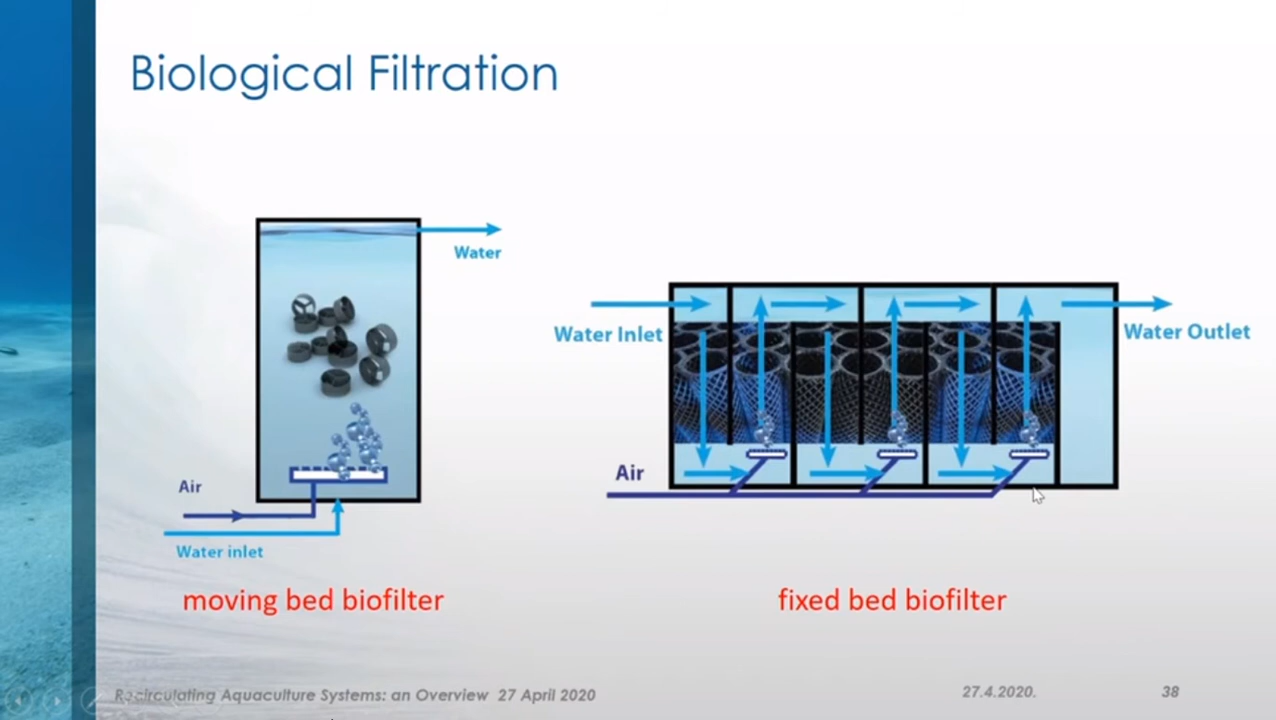 Biological Filtration
Water
Air
Water inlet
moving bed biofilter
Water Inlet
Water Outlet
Air
fixed bed biofilter
Recirculating Aquaculture Systems: an Overview 27 April 2020
27.4.2020.
38